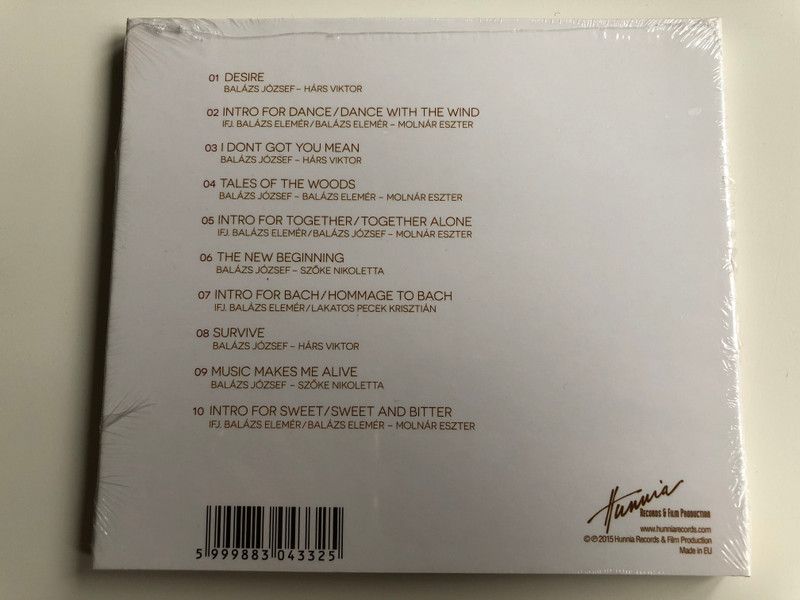 01 DESIRE
BALÁZS JÓZSEF – HÁRS VIKTOR
02 INTRO FOR DANCE/DANCE WITH THE WIND
IFJ. BALÁZS ELEMÉR/BALÁZS ELEMÉR – MOLNÁR ESZTER
03 I DONT GOT YOU MEAN
BALÁZS JÓZSEF – HÁRS VIKTOR
04 TALES OF THE WOODS
BALÁZS JÓZSEF – BALÁZS ELEMÉR – MOLNÁR ESZTER
05 INTRO FOR TOGETHER/TOGETHER ALONE
IFJ. BALÁZS ELEMÉR/BALÁZS JÓZSEF – MOLNÁR ESZTER
06 THE NEW BEGINNING
BALÁZS JÓZSEF – SZŐKE NIKOLETTA
07 INTRO FOR BACH/HOMMAGE TO BACH
IFJ. BALÁZS ELEMÉR/LAKATOS PECEK KRISZTIÁN
08 SURVIVE
BALÁZS JÓZSEF – HÁRS VIKTOR
09 MUSIC MAKES ME ALIVE
BALÁZS JÓZSEF – SZŐKE NIKOLETTA
10 INTRO FOR SWEET/SWEET AND BITTER
IFJ. BALÁZS ELEMÉR/BALÁZS ELEMÉR – MOLNÁR ESZTER
5 999883 043325
Hunnia
RECORDS & FILM PRODUCTION
www.hunniarecords.com
© ℗ 2015 Hunnia Records & Film Production
Made in EU